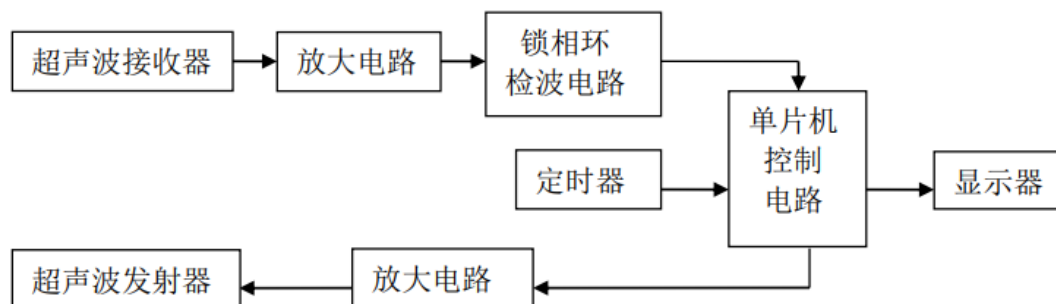 超声波接收器
放大电路
锁相环
检波电路
单片机
控制
电路
定时器
显示器
超声波发射器
放大电路